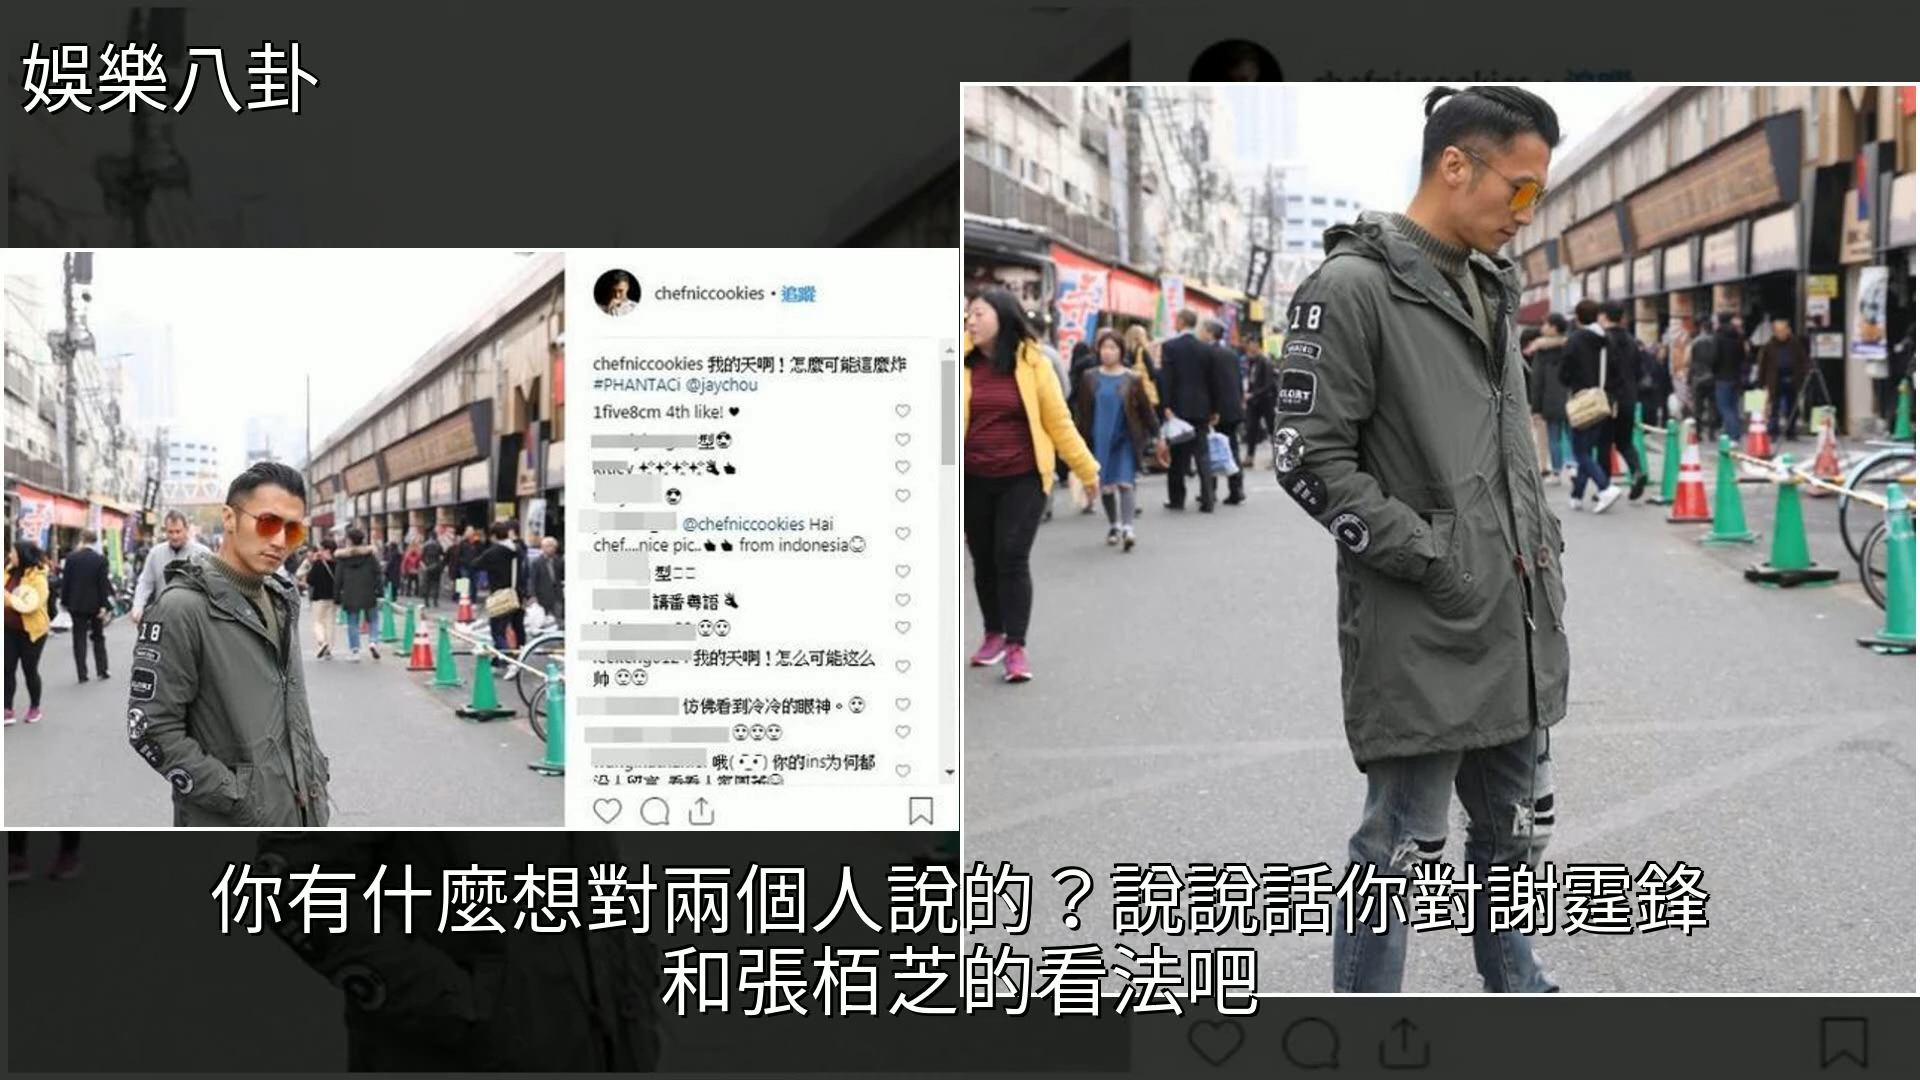 娛樂八卦
chefniccookies • 追蹤
chefniccookies 我的天啊！怎麼可能這麼炸
#PHANTACi @jaychou
1five8cm 4th like!
型
@chefniccookies Hai
chef....nice pic.. from indonesia
型
講番粵語
我的天啊！怎么可能这么
帅
仿佛看到冷冷的眼神。
哦( •_•) 你的ins为何都
18
GLORY
18
你有什麼想對兩個人說的？說說話你對謝霆鋒
和張栢芝的看法吧